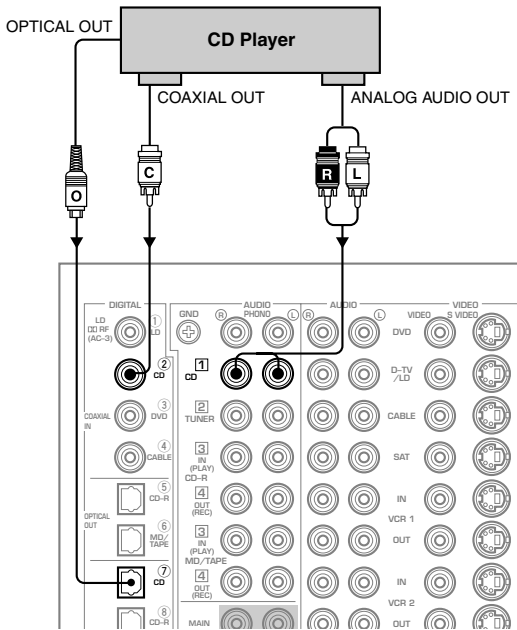 OPTICAL OUT
CD Player
COAXIAL OUT
ANALOG AUDIO OUT
C
R
L
O
DIGITAL
AUDIO
AUDIO
VIDEO
LD
RF
(AC-3)
1
LD
GND
R
PHONO
L
R
L
VIDEO
S VIDEO
DVD
2
CD
1
CD
D-TV
/LD
COAXIAL
IN
3
DVD
2
TUNER
CABLE
4
CABLE
3
IN
(PLAY)
CD-R
SAT
5
CD-R
4
OUT
(REC)
IN
VCR 1
OPTICAL
OUT
6
MD/
TAPE
3
IN
(PLAY)
MD/TAPE
OUT
7
CD
4
OUT
(REC)
IN
VCR 2
8
CD-R
MAIN
OUT